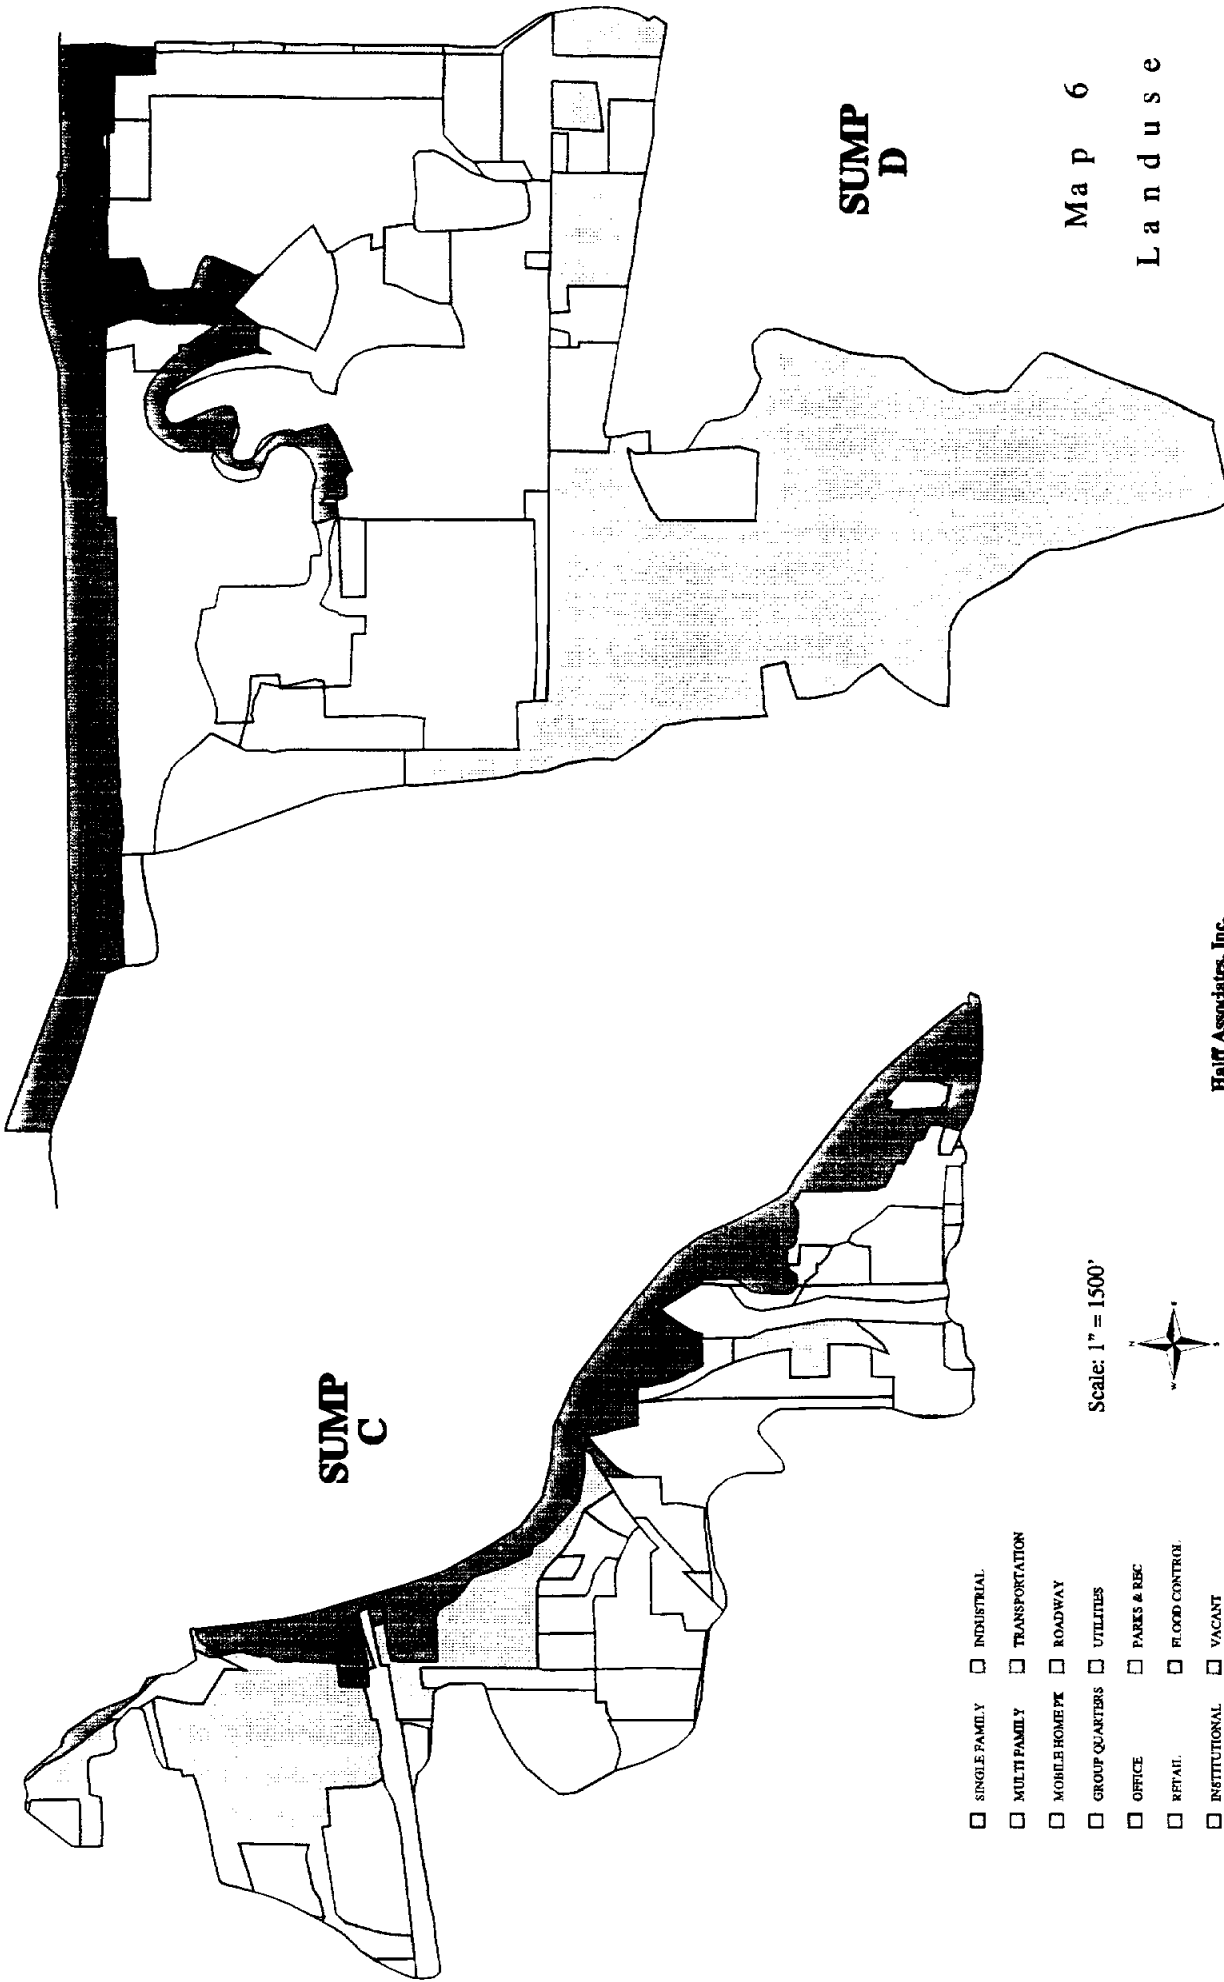 SUMP
C
SUMP
D
Map 6
Landuse
Scale: 1" = 1500'
N
W
E
S
SINGLE FAMILY
MULTI FAMILY
MOBILE HOME PK
GROUP QUARTERS
OFFICE
RETAIL
INSTITUTIONAL
INDUSTRIAL
TRANSPORTATION
ROADWAY
UTILITIES
PARKS & REC
FLOOD CONTROL
VACANT
Halff Associates, Inc.